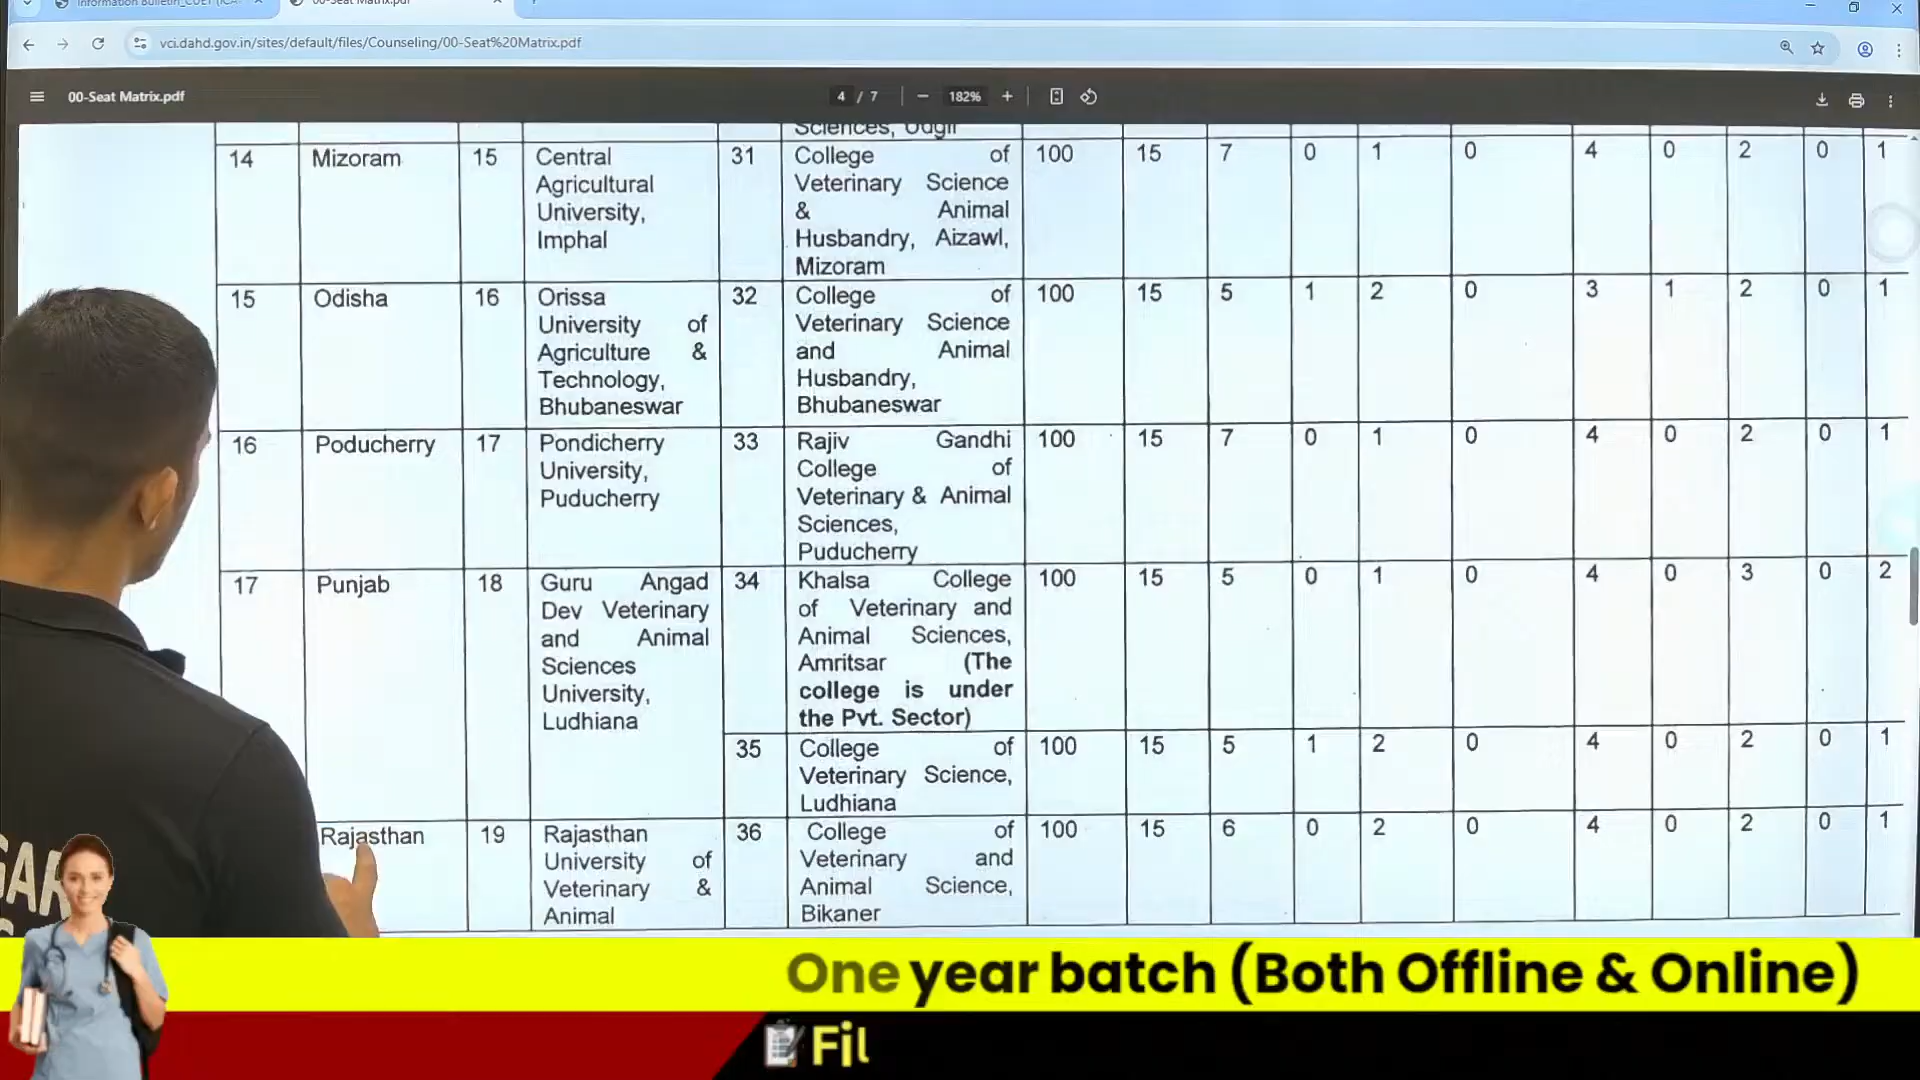 Information Bulletin_CUET (ICA
00-Seat Matrix.pdf
vci.dahd.gov.in/sites/default/files/Counseling/00-Seat%20Matrix.pdf
00-Seat Matrix.pdf
4 / 7
182%
Sciences, Udgir
14 Mizoram 15 Central 31 College of 100 15 7 0 1 0 4 0 2 0 1
Agricultural Veterinary Science
University, & Animal
Imphal Husbandry, Aizawl,
Mizoram
15 Odisha 16 Orissa 32 College of 100 15 5 1 2 0 3 1 2 0 1
University of Veterinary Science
Agriculture & and Animal
Technology, Husbandry,
Bhubaneswar Bhubaneswar
16 Poducherry 17 Pondicherry 33 Rajiv Gandhi 100 15 7 0 1 0 4 0 2 0 1
University, College of
Puducherry Veterinary & Animal
Sciences,
Puducherry
17 Punjab 18 Guru Angad 34 Khalsa College 100 15 5 0 1 0 4 0 3 0 2
Dev Veterinary of Veterinary and
and Animal Animal Sciences,
Sciences Amritsar (The
University, college is under
Ludhiana the Pvt. Sector)
35 College of 100 15 5 1 2 0 4 0 2 0 1
Veterinary Science,
Ludhiana
Rajasthan 19 Rajasthan 36 College of 100 15 6 0 2 0 4 0 2 0 1
University of Veterinary and
Veterinary & Animal Science,
Animal Bikaner
GAR
One year batch (Both Offline & Online)
Fil